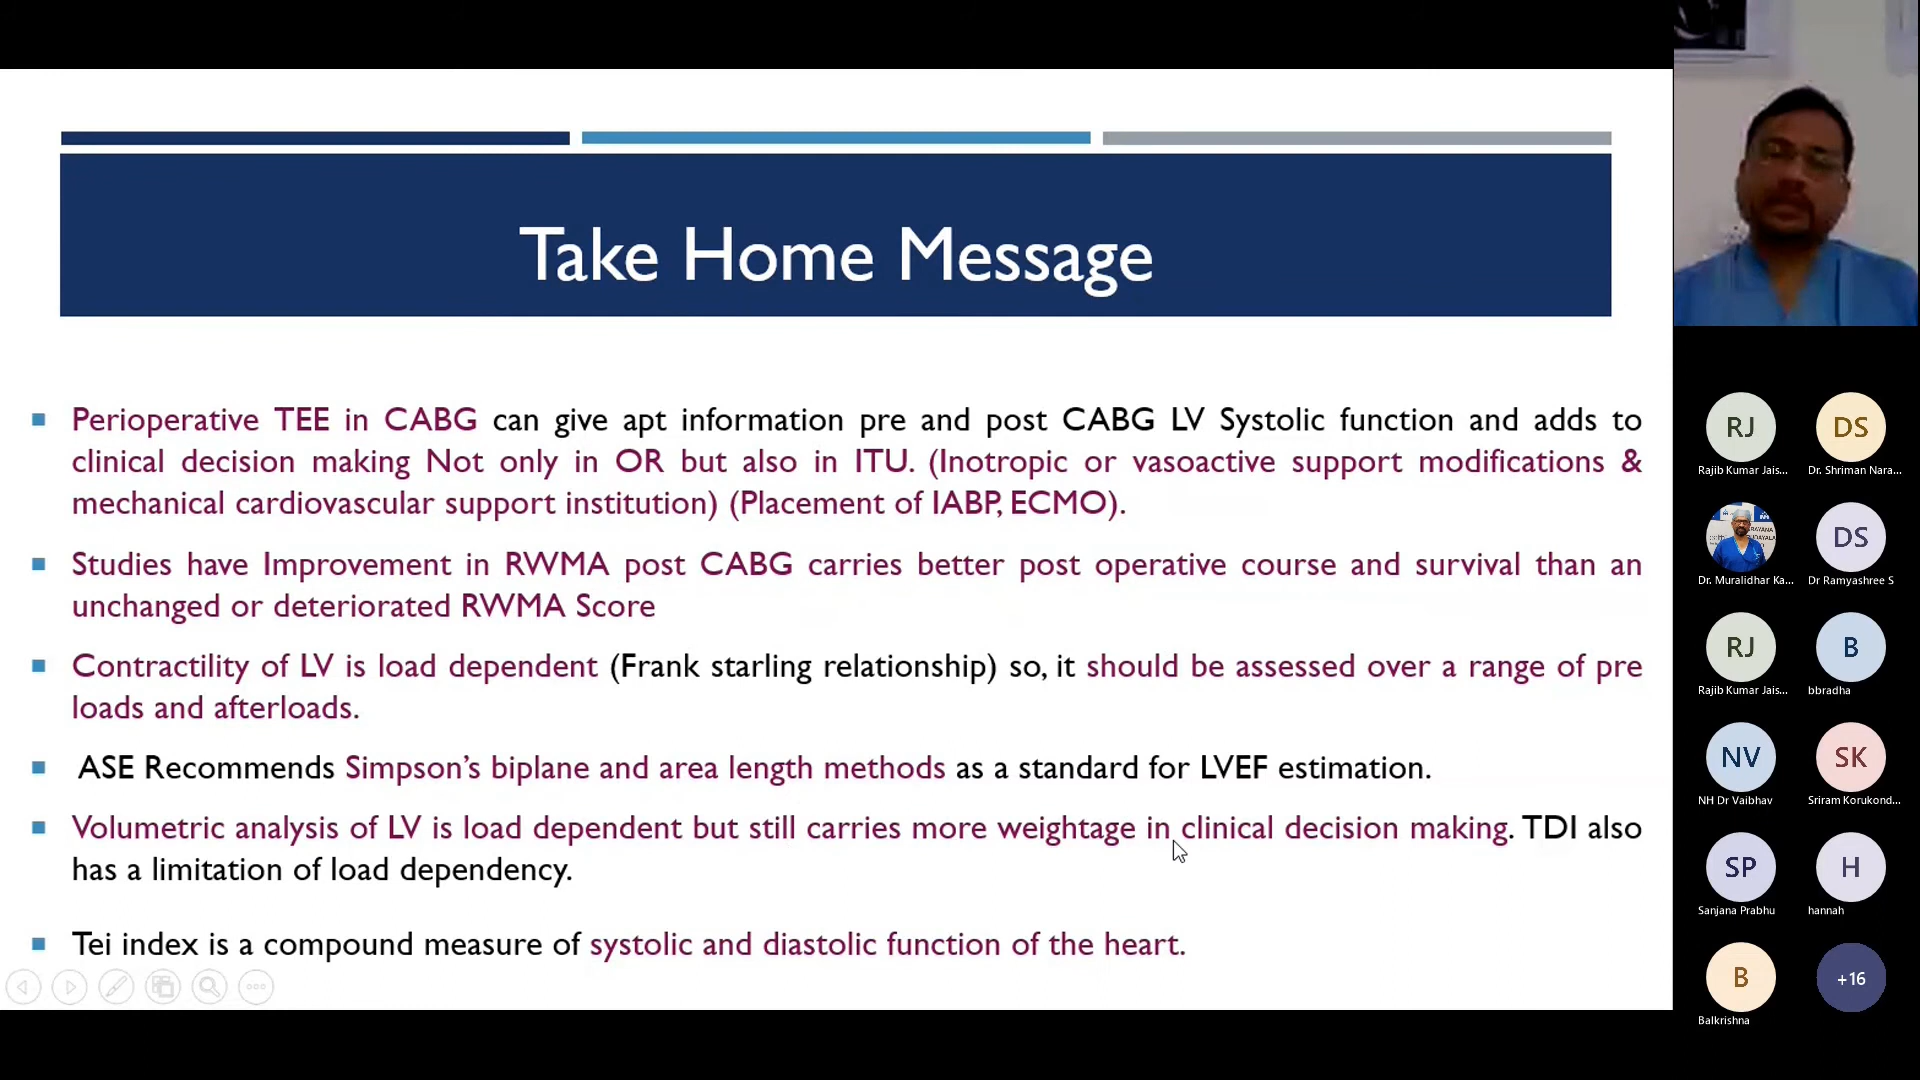 Take Home Message
Perioperative TEE in CABG can give apt information pre and post CABG LV Systolic function and adds to
clinical decision making Not only in OR but also in ITU. (Inotropic or vasoactive support modifications &
mechanical cardiovascular support institution) (Placement of IABP, ECMO).
Studies have Improvement in RWMA post CABG carries better post operative course and survival than an
unchanged or deteriorated RWMA Score
Contractility of LV is load dependent (Frank starling relationship) so, it should be assessed over a range of pre
loads and afterloads.
ASE Recommends Simpson's biplane and area length methods as a standard for LVEF estimation.
Volumetric analysis of LV is load dependent but still carries more weightage in clinical decision making. TDI also
has a limitation of load dependency.
Tei index is a compound measure of systolic and diastolic function of the heart.
RJ
Rajib Kumar Jais...
DS
Dr. Shriman Nara...
Dr. Muralidhar Ka...
DS
Dr Ramyashree S
RJ
Rajib Kumar Jais...
B
bbradha
NV
NH Dr Vaibhav
SK
Sriram Korukond...
SP
Sanjana Prabhu
H
hannah
B
Balkrishna
+16